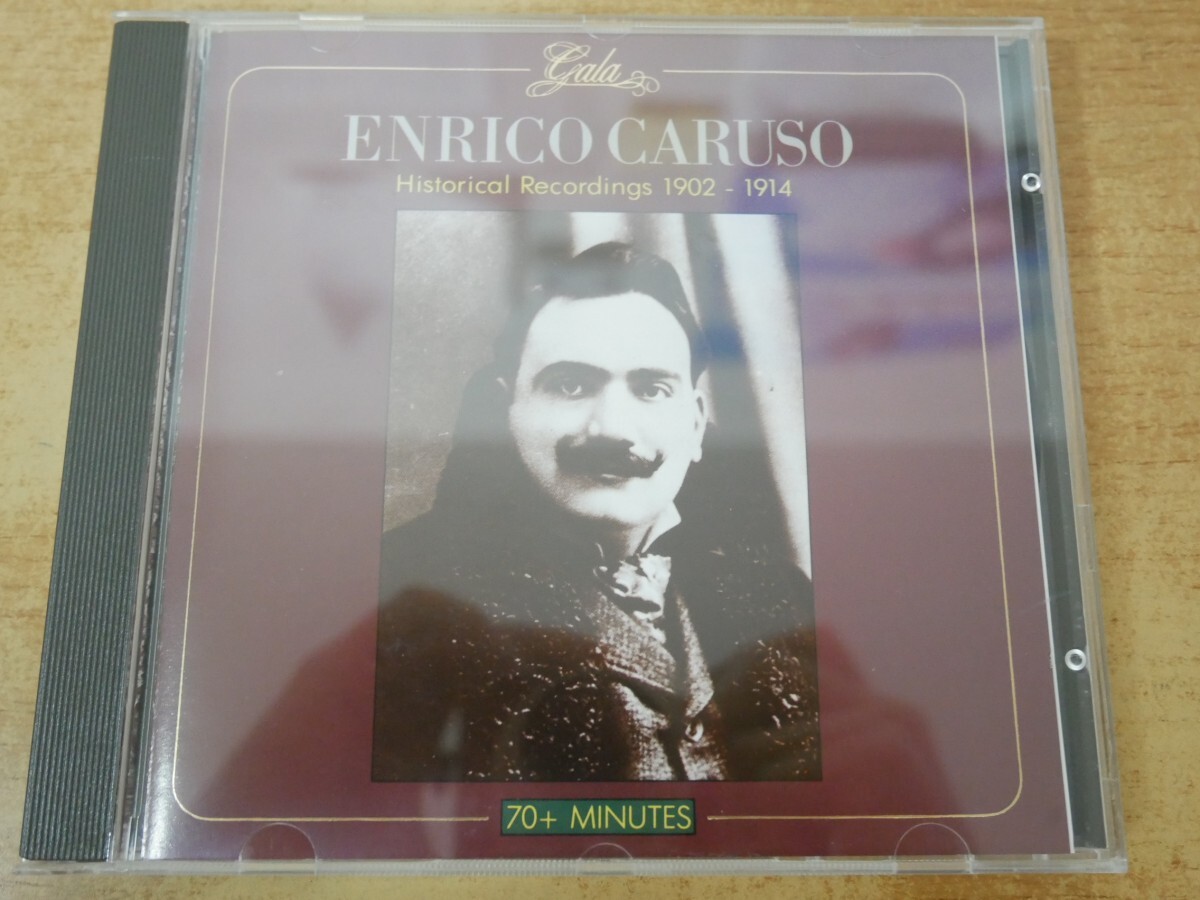 Gala
ENRICO CARUSO
Historical Recordings 1902 - 1914
70+ MINUTES